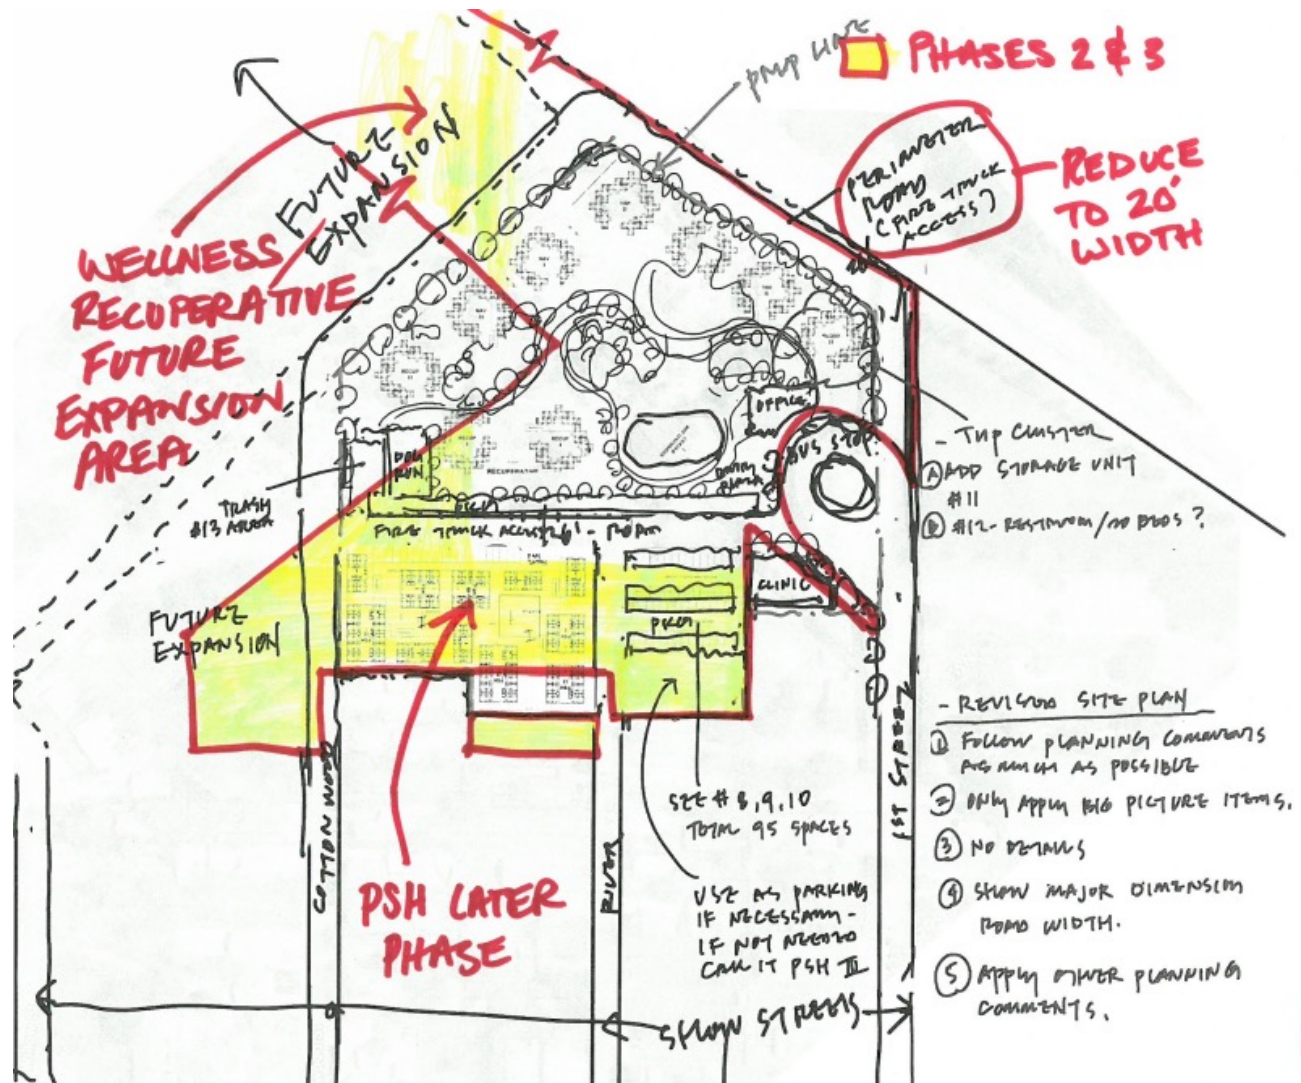 PMP LINE
PHASES 2 & 3
PERIMETER
ROAD
(FIRE TRUCK
ACCESS)
REDUCE
TO 20'
WIDTH
FUTURE
EXPANSION
WELLNESS
RECUPERATIVE
FUTURE
EXPANSION
AREA
OFFICE
BUS STOP
DOG
RUN
RECUPERATIVE
TRASH
#13 AREA
PKG
FIRE TRUCK ACCESS 26' - ROAD
- TMP CLUSTER
(A) ADD STORAGE UNIT
#11
(B) #12 - RESTROOM/NO BEDS?
CLINIC
PKG
FUTURE
EXPANSION
- REVISED SITE PLAN
① FOLLOW PLANNING COMMENTS
AS MUCH AS POSSIBLE
② ONLY APPLY BIG PICTURE ITEMS.
③ NO DETAILS
④ SHOW MAJOR DIMENSION
ROAD WIDTH.
⑤ APPLY OTHER PLANNING
COMMENTS.
SEE # 8,9,10
TOTAL 95 SPACES
USE AS PARKING
IF NECESSARY -
IF NOT NEEDED
CALL IT PSH III
PSH LATER
PHASE
COTTONWOOD
RIVER
1ST STREET
SHOW STREETS